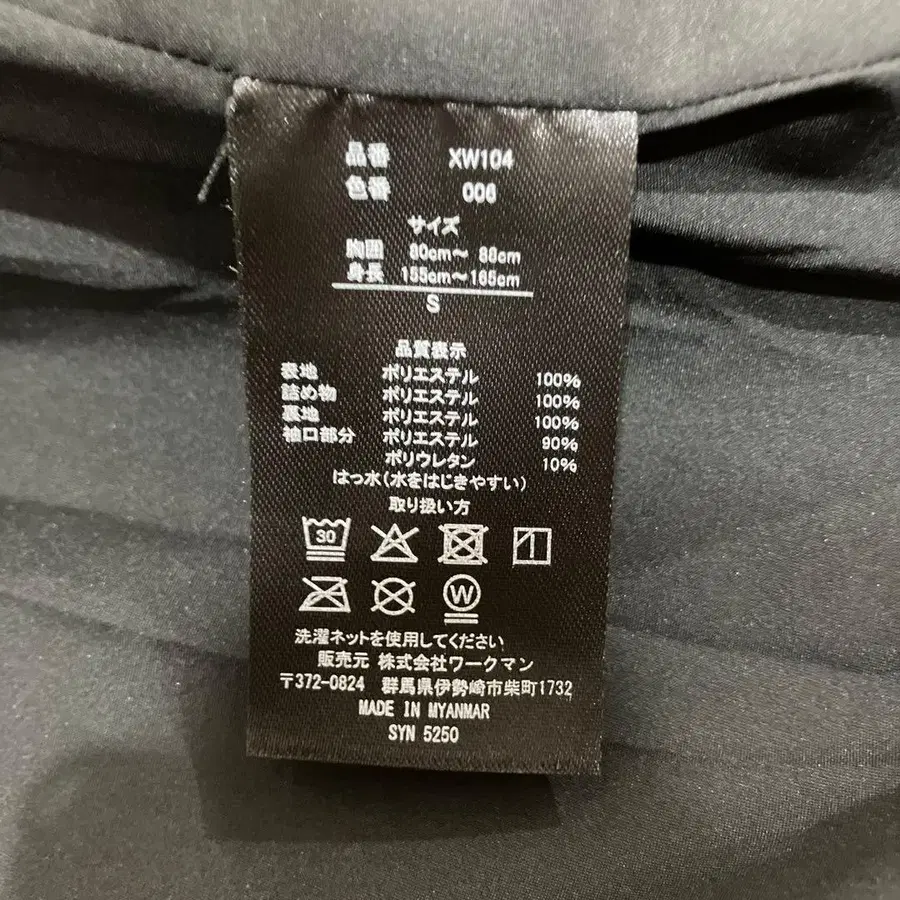 品番 XW104
色番 006
サイズ
胸囲 80cm～ 88cm
身長 155cm～165cm
S
品質表示
表地 ポリエステル 100%
詰め物 ポリエステル 100%
裏地 ポリエステル 100%
袖口部分 ポリエステル 90%
ポリウレタン 10%
はっ水(水をはじきやすい)
取り扱い方
30
1
W
洗濯ネットを使用してください
販売元 株式会社ワークマン
〒372-0824 群馬県伊勢崎市柴町1732
MADE IN MYANMAR
SYN 5250